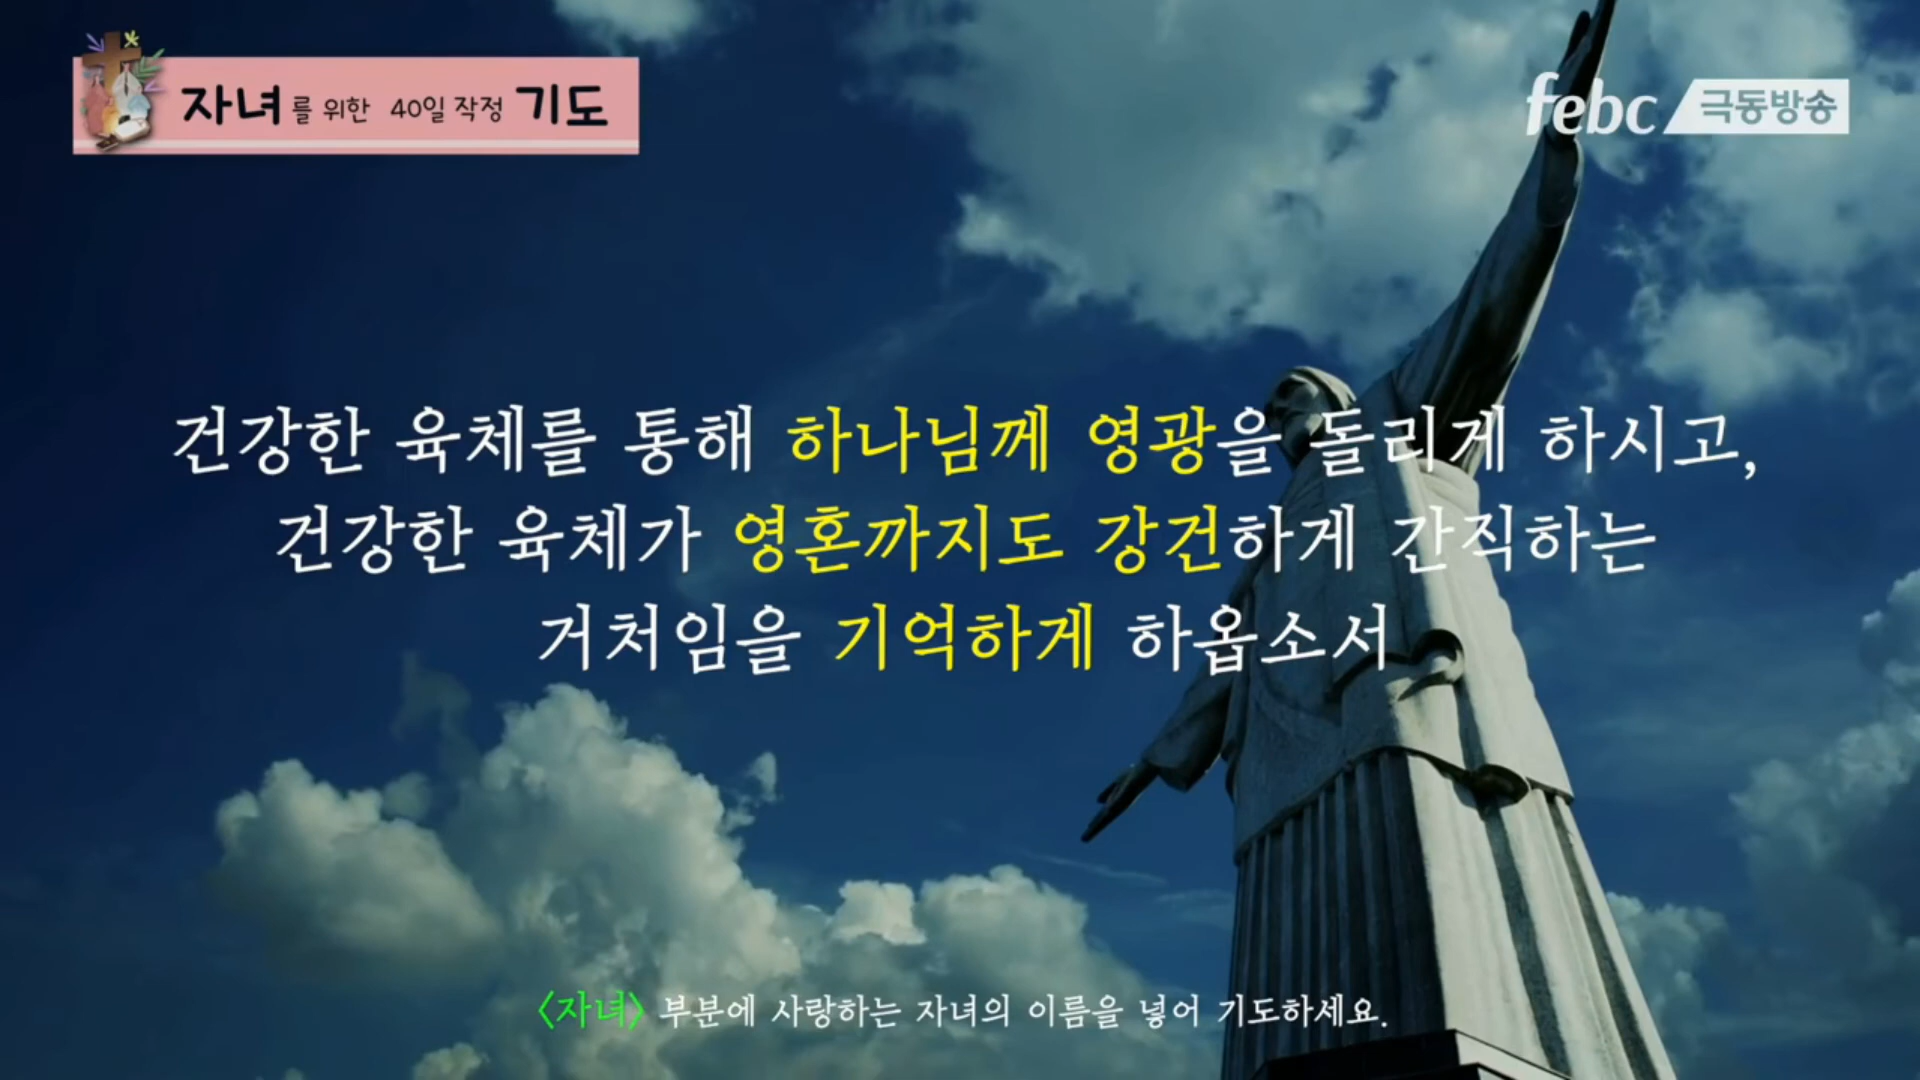 자녀를 위한 40일 작정 기도
febc 극동방송
건강한 육체를 통해 하나님께 영광을 돌리게 하시고,
건강한 육체가 영혼까지도 강건하게 간직하는
거처임을 기억하게 하옵소서
<자녀> 부분에 사랑하는 자녀의 이름을 넣어 기도하세요.